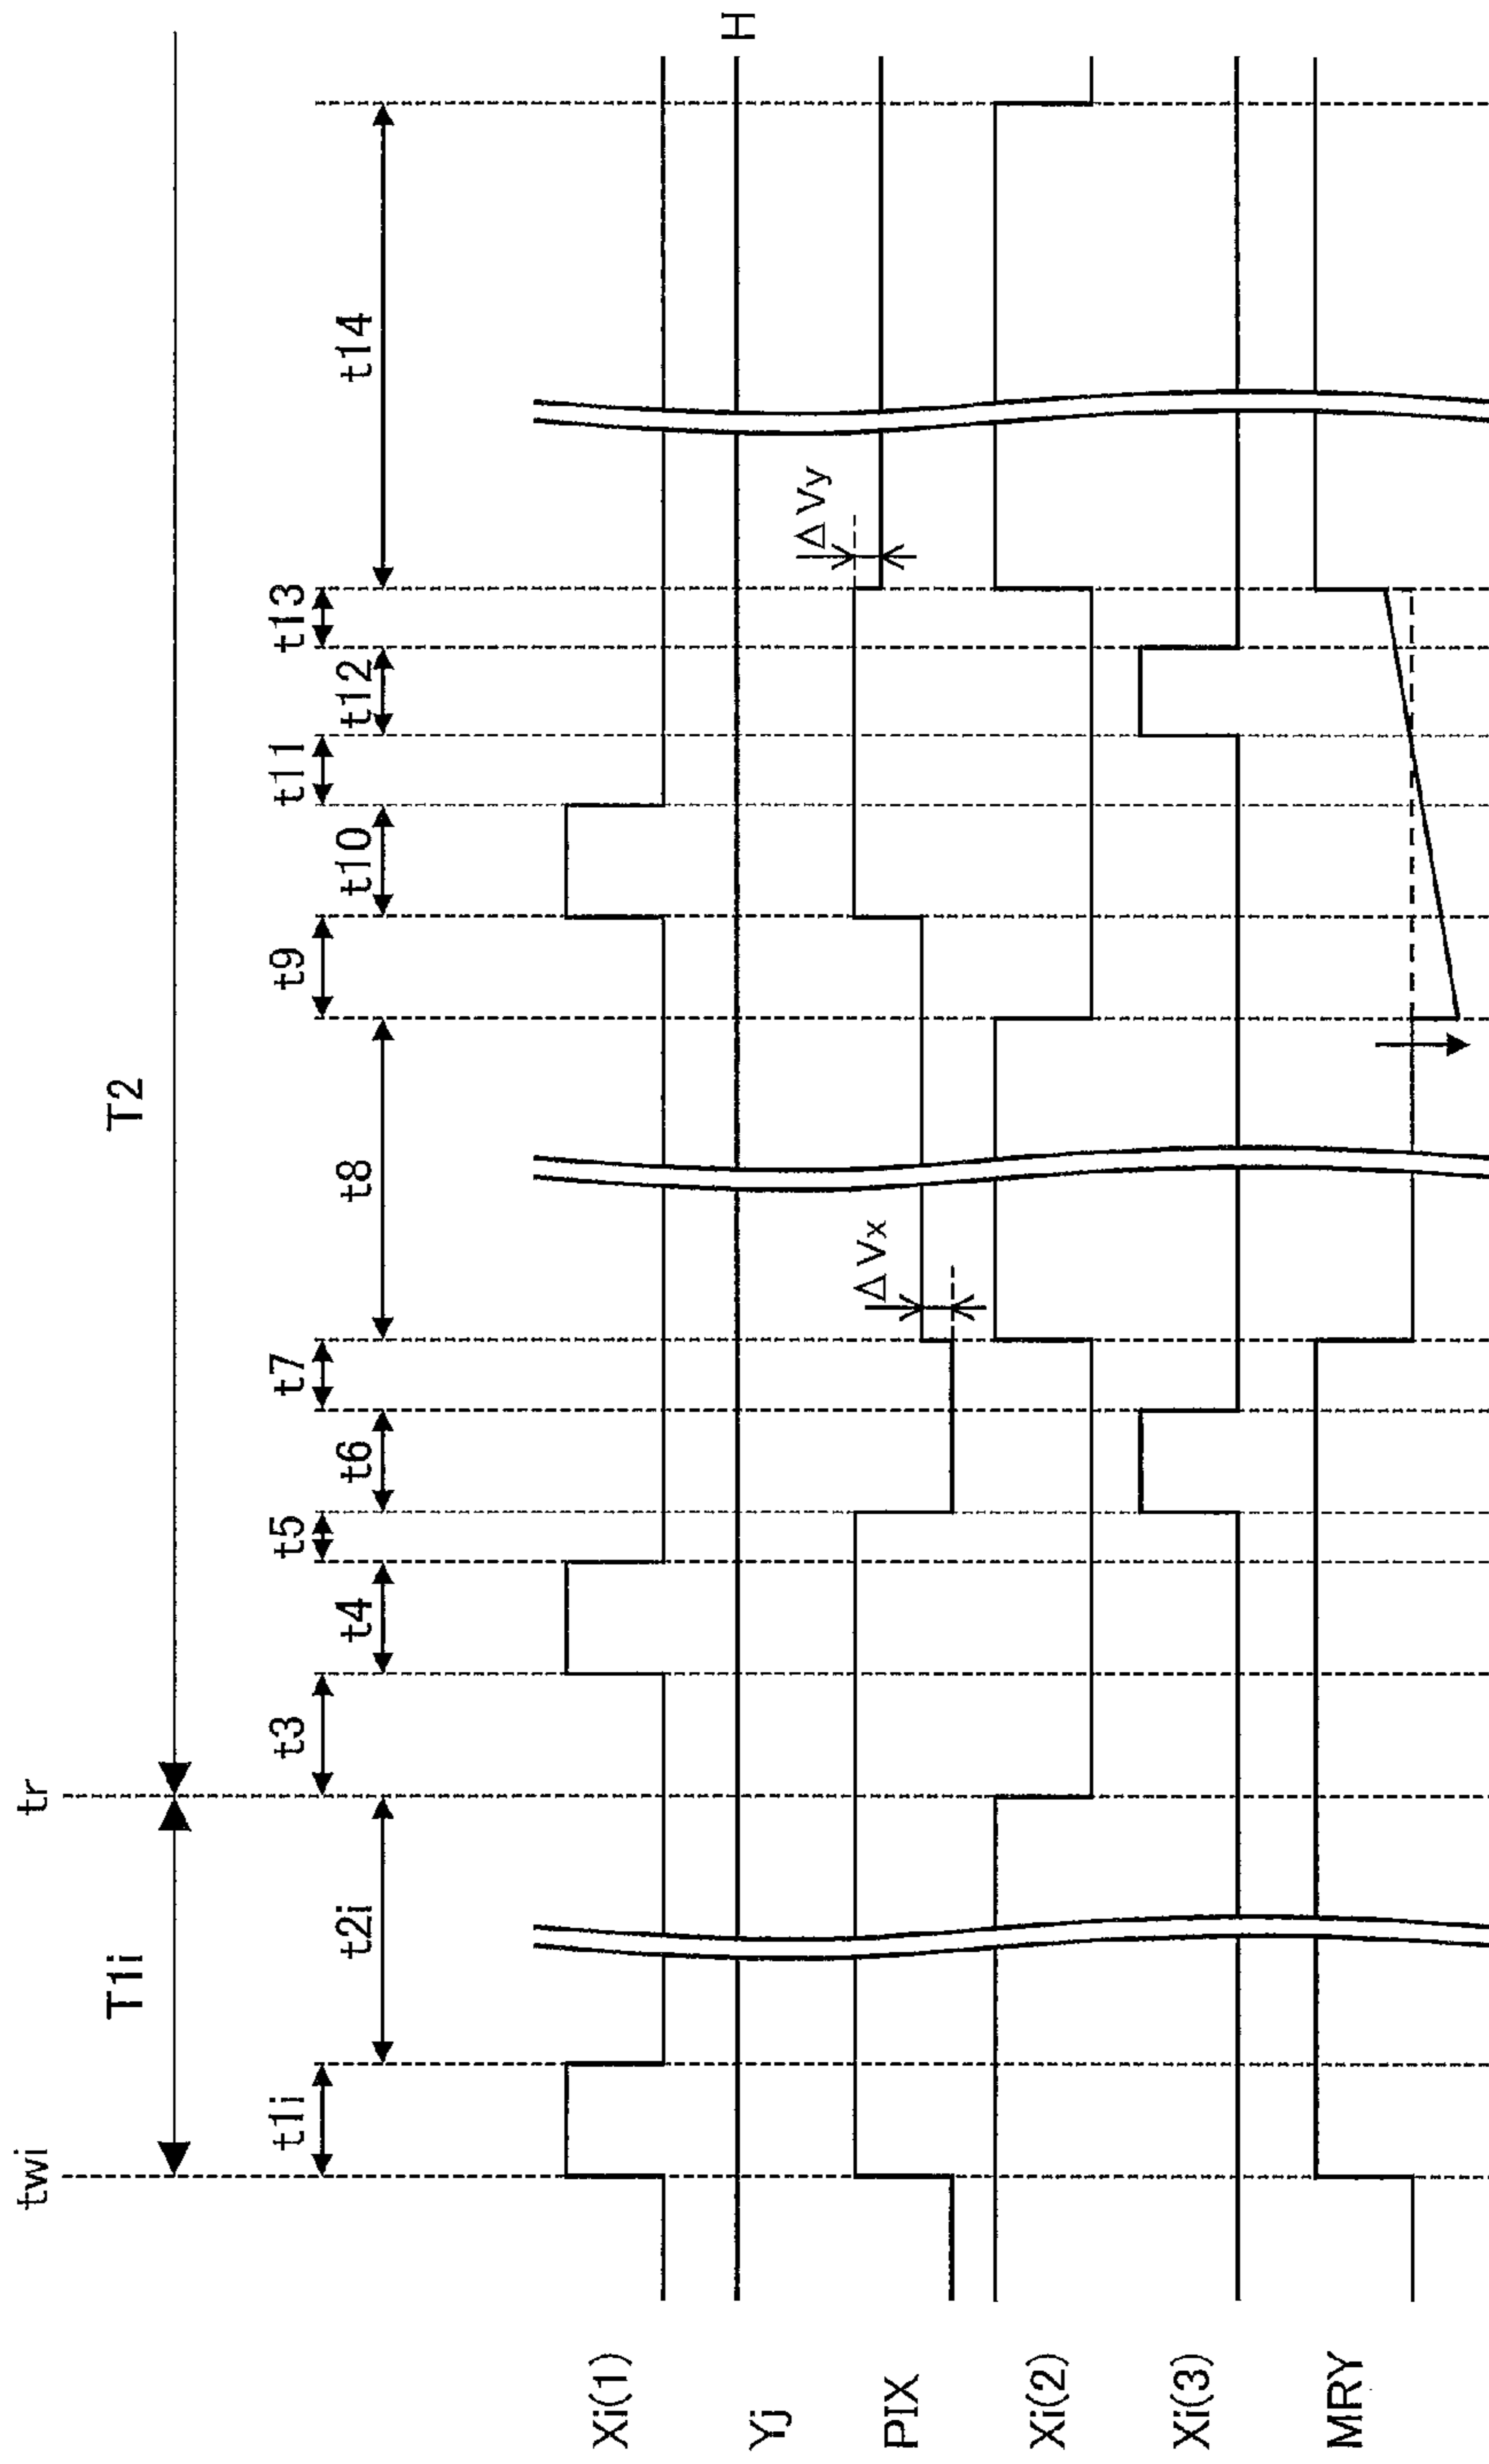 twi
tr
T1i
T2
t1i
t2i
t3
t4
t5
t6
t7
t8
t9
t10
t11
t12
t13
t14
Xi(1)
Yj
H
PIX
ΔVx
ΔVy
Xi(2)
Xi(3)
MRY